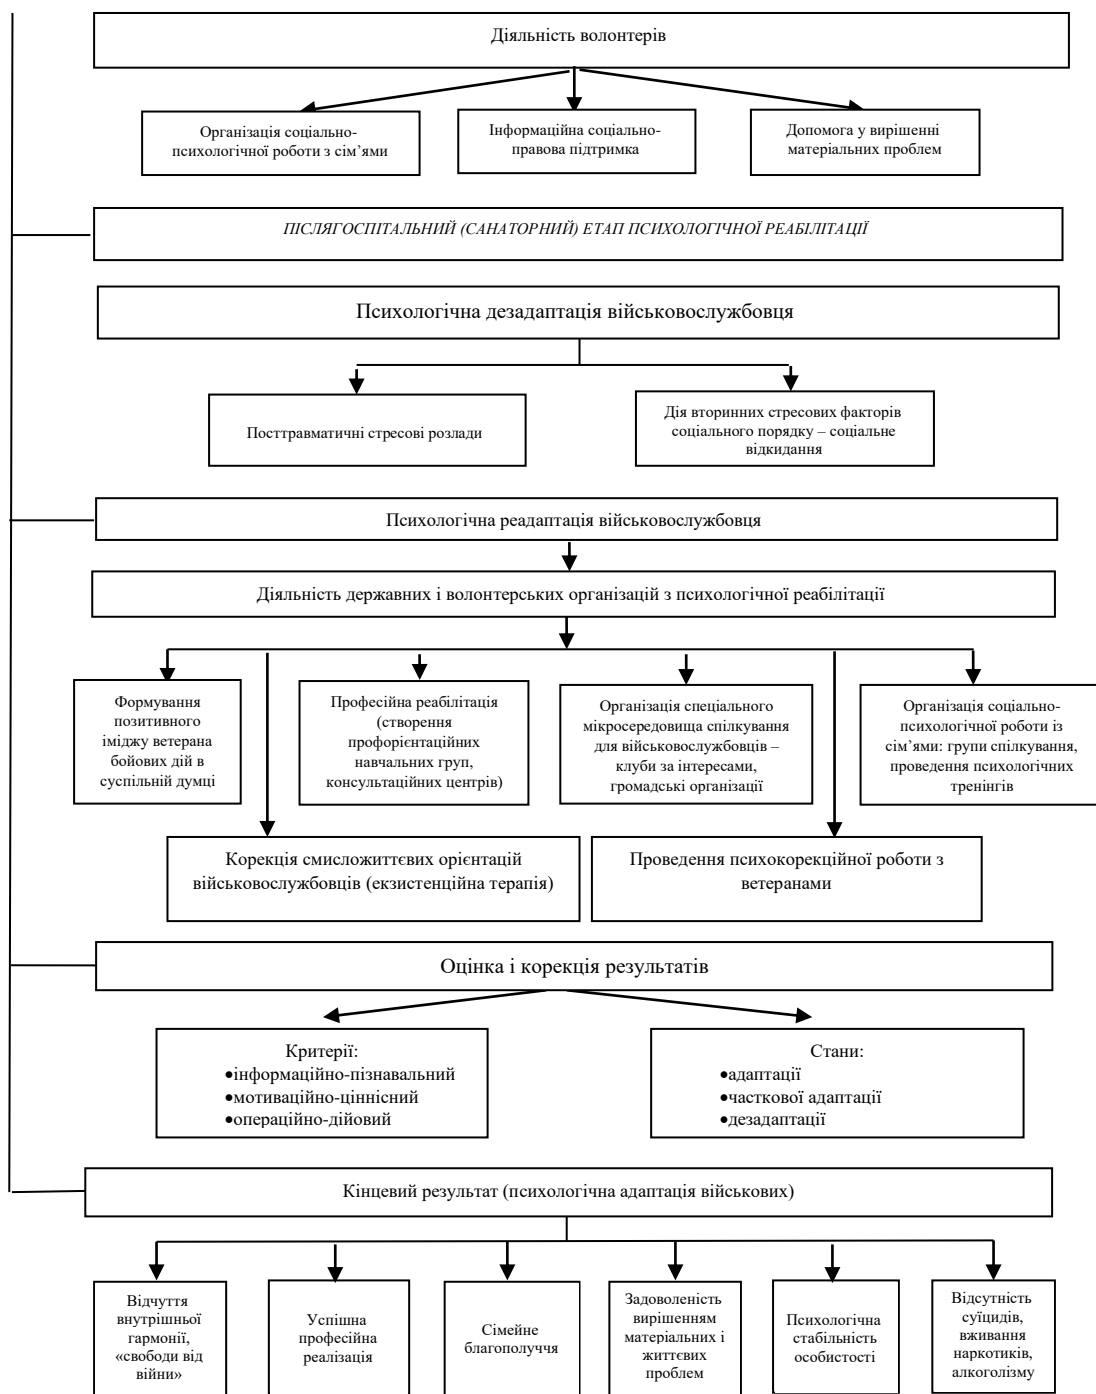 Діяльність волонтерів
Організація соціально-
психологічної роботи з сім’ями
Інформаційна соціально-
правова підтримка
Допомога у вирішенні
матеріальних проблем
ПІСЛЯГОСПІТАЛЬНИЙ (САНАТОРНИЙ) ЕТАП ПСИХОЛОГІЧНОЇ РЕАБІЛІТАЦІЇ
Психологічна дезадаптація військовослужбовця
Посттравматичні стресові розлади
Дія вторинних стресових факторів
соціального порядку – соціальне
відкидання
Психологічна реадаптація військовослужбовця
Діяльність державних і волонтерських організацій з психологічної реабілітації
Формування
позитивного
іміджу ветерана
бойових дій в
суспільній думці
Професійна реабілітація
(створення
профорієнтаційних
навчальних груп,
консультаційних центрів)
Організація спеціального
мікросередовища спілкування
для військовослужбовців –
клуби за інтересами,
громадські організації
Організація соціально-
психологічної роботи із
сім’ями: групи спілкування,
проведення психологічних
тренінгів
Корекція смисложиттєвих орієнтацій
військовослужбовців (екзистенційна терапія)
Проведення психокорекційної роботи з
ветеранами
Оцінка і корекція результатів
Критерії:
•інформаційно-пізнавальний
•мотиваційно-ціннісний
•операційно-дійовий
Стани:
•адаптації
•часткової адаптації
•дезадаптації
Кінцевий результат (психологічна адаптація військових)
Відчуття
внутрішньої
гармонії,
«свободи від
війни»
Успішна
професійна
реалізація
Сімейне
благополуччя
Задоволеність
вирішенням
матеріальних і
життєвих
проблем
Психологічна
стабільність
особистості
Відсутність
суїцидів,
вживання
наркотиків,
алкоголізму